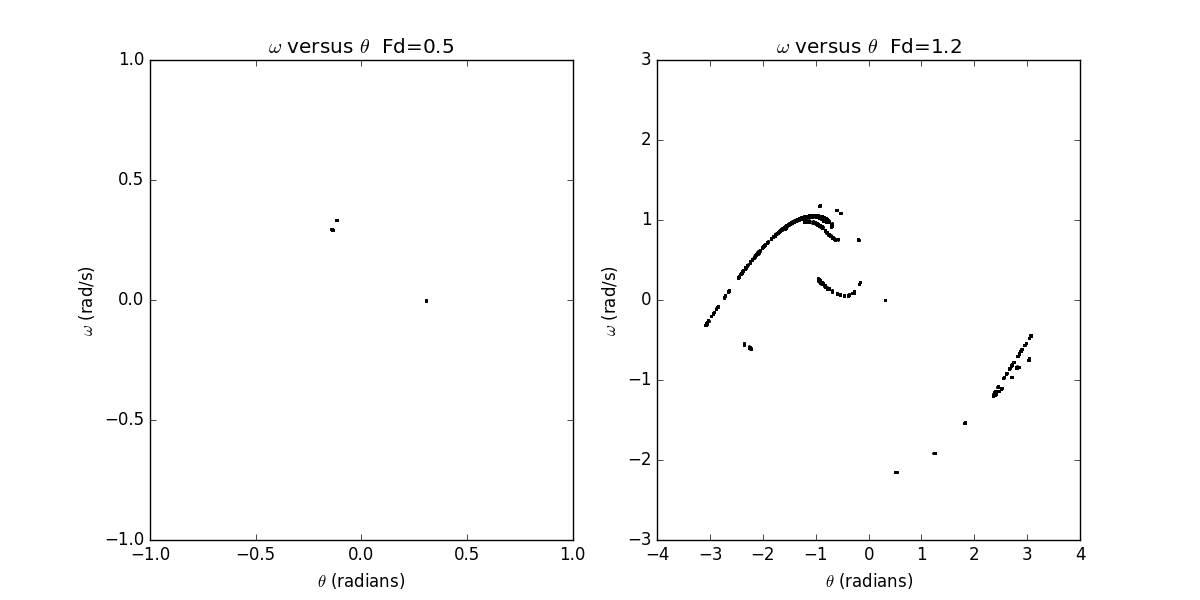 ω versus θ Fd=0.5
1.0
0.5
0.0
−0.5
−1.0
ω (rad/s)
−1.0 −0.5 0.0 0.5 1.0
θ (radians)
ω versus θ Fd=1.2
3
2
1
0
−1
−2
−3
ω (rad/s)
−4 −3 −2 −1 0 1 2 3 4
θ (radians)